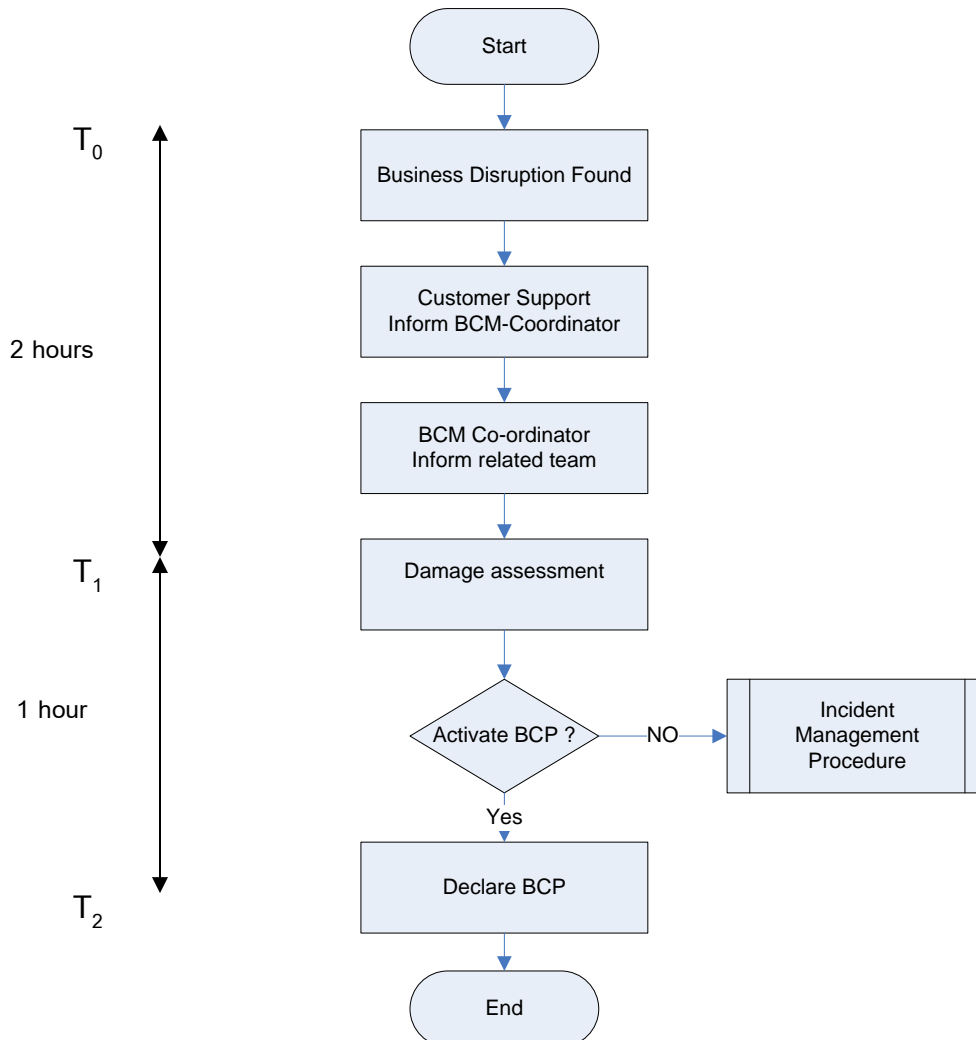 Start
T0
Business Disruption Found
Customer Support
Inform BCM-Coordinator
2 hours
BCM Co-ordinator
Inform related team
T1
Damage assessment
1 hour
Activate BCP ?
NO
Incident
Management
Procedure
Yes
Declare BCP
T2
End